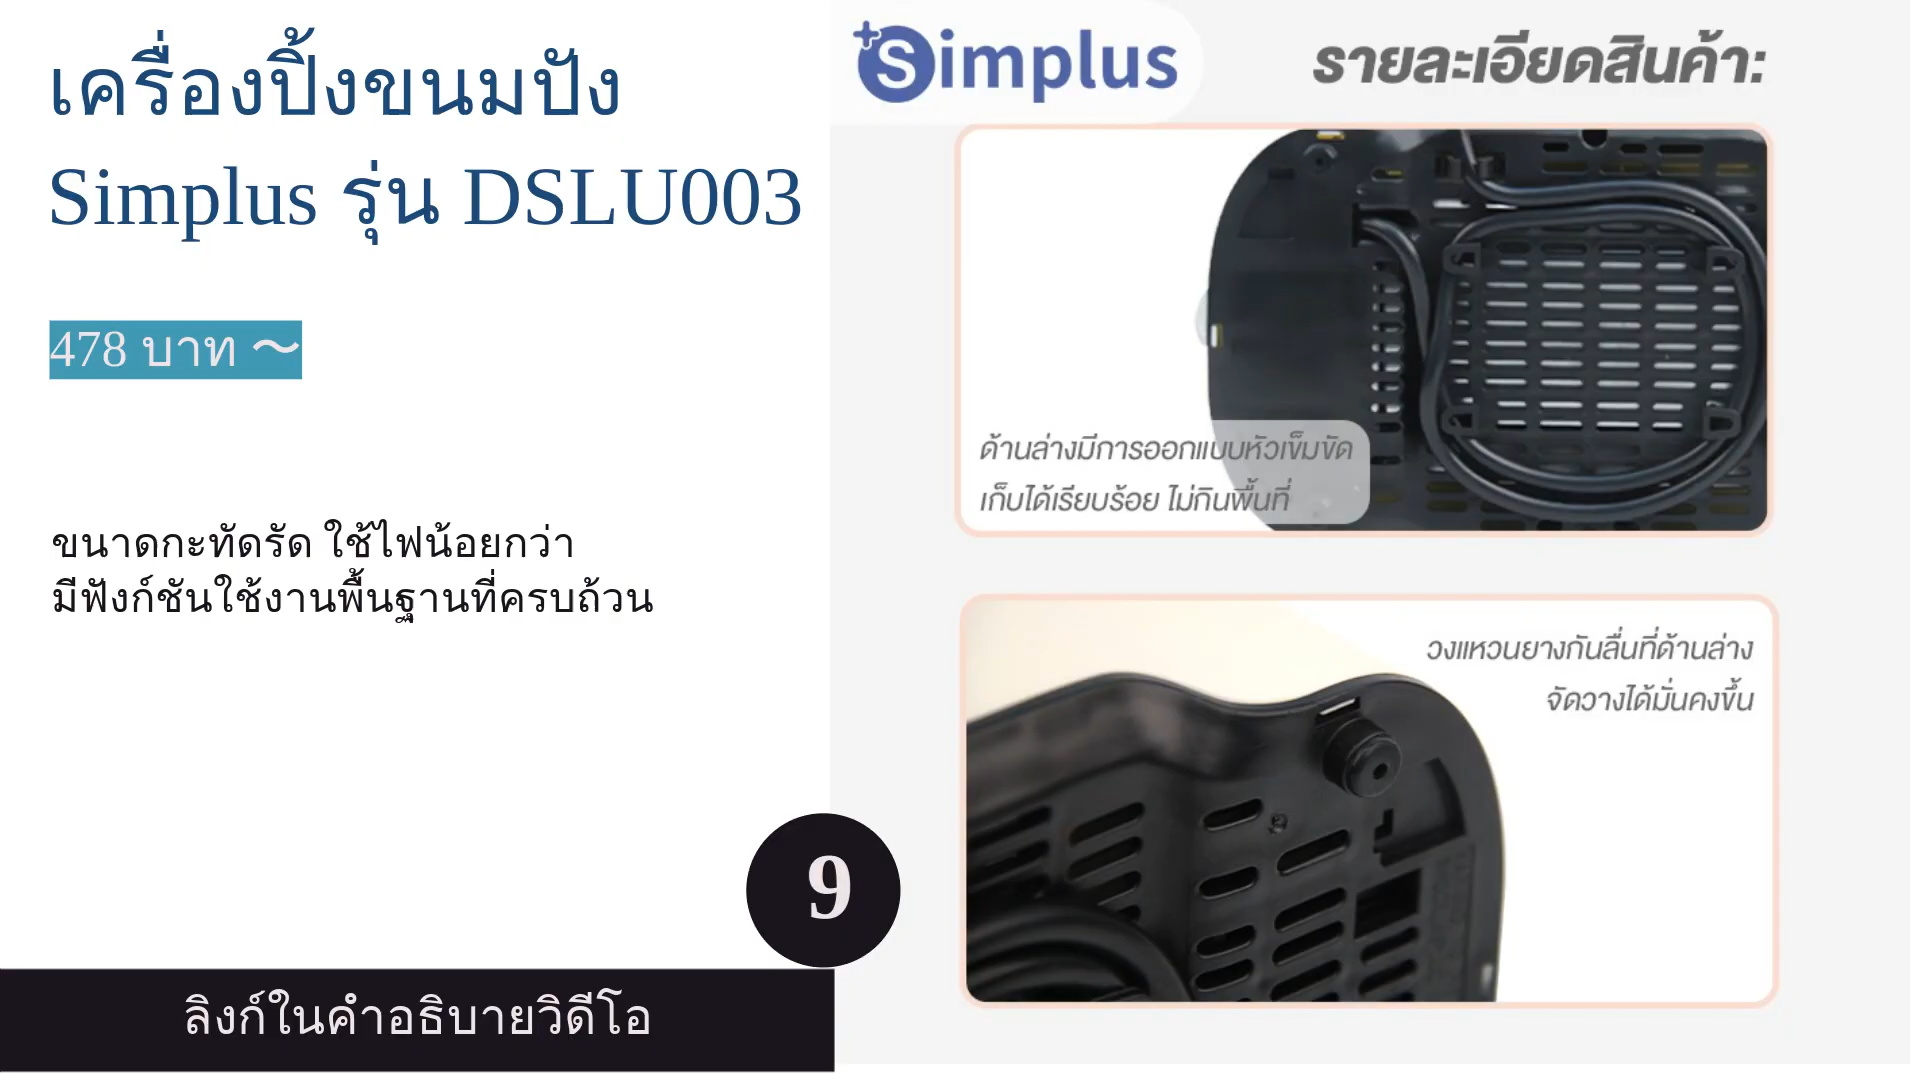 เครื่องปิ้งขนมปัง
Simplus รุ่น DSLU003
478 บาท ～
ขนาดกะทัดรัด ใช้ไฟน้อยกว่า
มีฟังก์ชันใช้งานพื้นฐานที่ครบถ้วน
9
ลิงก์ในคำอธิบายวิดีโอ
Simplus
รายละเอียดสินค้า:
ด้านล่างมีการออกแบบหัวเข็มขัด
เก็บได้เรียบร้อย ไม่กินพื้นที่
วงแหวนยางกันลื่นที่ด้านล่าง
จัดวางได้มั่นคงขึ้น